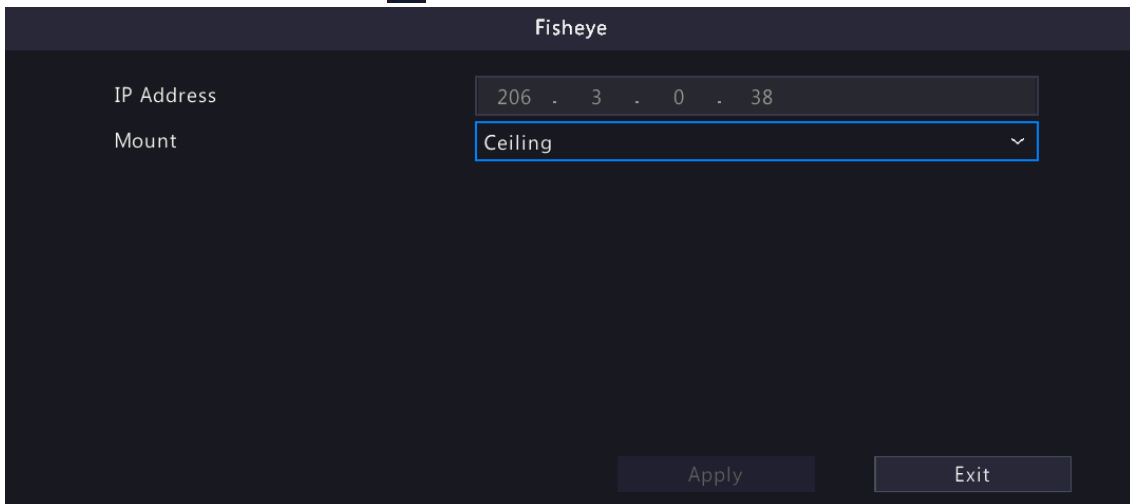 Fisheye
IP Address 206 . 3 . 0 . 38
Mount Ceiling
Apply Exit